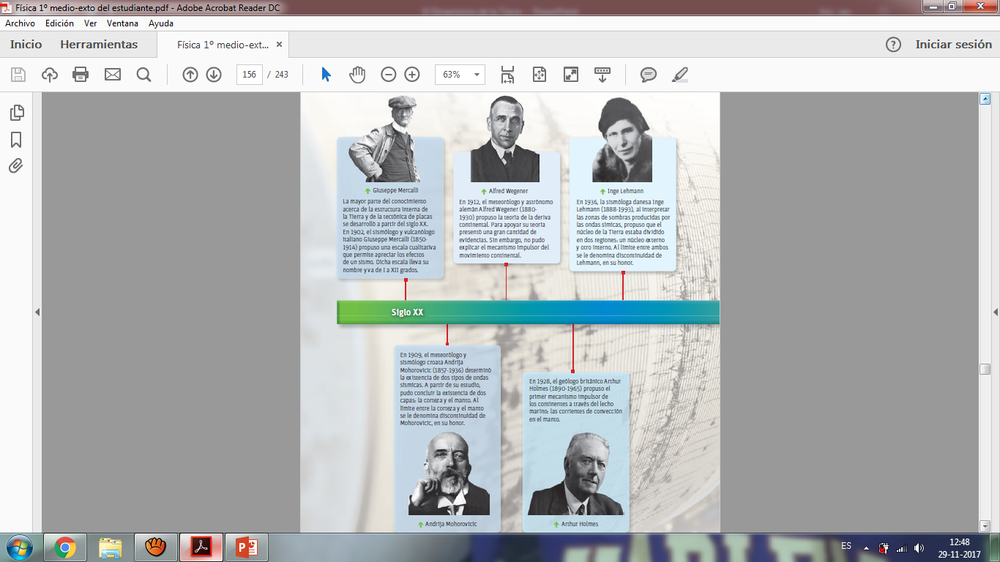 Física 1º medio-exto del estudiante.pdf - Adobe Acrobat Reader DC
Archivo Edición Ver Ventana Ayuda
Inicio Herramientas Física 1º medio-ext... × Iniciar sesión
156 / 243 63%
Giuseppe Mercalli
La mayor parte del conocimiento
acerca de la estructura interna de
la Tierra y de la tectónica de placas
se desarrolló a partir del siglo XX.
En 1902, el sismólogo y vulcanólogo
italiano Giuseppe Mercalli (1850-
1914) propuso una escala cualitativa
que permite apreciar los efectos
de un sismo. Dicha escala lleva su
nombre y va de I a XII grados.
Alfred Wegener
En 1912, el meteorólogo y astrónomo
alemán Alfred Wegener (1880-
1930) propuso la teoría de la deriva
continental. Para apoyar su teoría
presentó una gran cantidad de
evidencias. Sin embargo, no pudo
explicar el mecanismo impulsor del
movimiento continental.
Inge Lehmann
En 1936, la sismóloga danesa Inge
Lehmann (1888-1993), al interpretar
las zonas de sombras producidas por
las ondas símicas, propuso que el
núcleo de la Tierra estaba dividido
en dos regiones: un núcleo externo
y otro interno. Al límite entre ambos
se le denomina discontinuidad de
Lehmann, en su honor.
Siglo XX
En 1909, el meteorólogo y
sismólogo croata Andrija
Mohorovicic (1857-1936) determinó
la existencia de dos tipos de ondas
sísmicas. A partir de su estudio,
pudo concluir la existencia de dos
capas: la corteza y el manto. Al
límite entre la corteza y el manto
se le denomina discontinuidad de
Mohorovicic, en su honor.
Andrija Mohorovicic
En 1928, el geólogo británico Arthur
Holmes (1890-1965) propuso el
primer mecanismo impulsor de
los continentes a través del lecho
marino: las corrientes de convección
en el manto.
Arthur Holmes
ES
12:48
29-11-2017